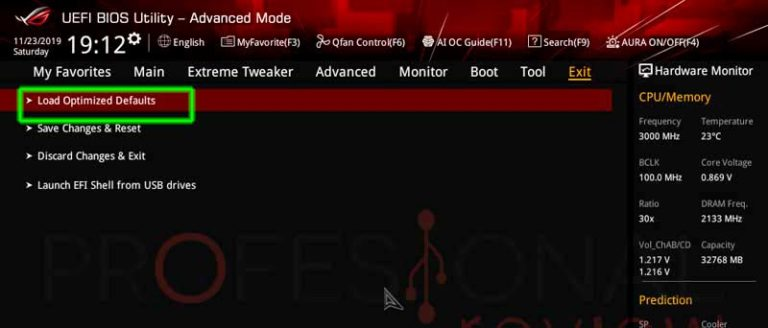 UEFI BIOS Utility – Advanced Mode
11/23/2019
Saturday
19:12
English
MyFavorite(F3)
Qfan Control(F6)
AI OC Guide(F11)
Search(F9)
AURA ON/OFF(F4)
My Favorites Main Extreme Tweaker Advanced Monitor Boot Tool Exit
Hardware Monitor
➤ Load Optimized Defaults
➤ Save Changes & Reset
➤ Discard Changes & Exit
➤ Launch EFI Shell from USB drives
CPU/Memory
Frequency Temperature
3000 MHz 23°C
BCLK Core Voltage
100.0 MHz 0.869 V
Ratio DRAM Freq.
30x 2133 MHz
Vol_ChAB/CD Capacity
1.217 V 32768 MB
1.216 V
Prediction
SP Cooler
PROFESIONAL
review